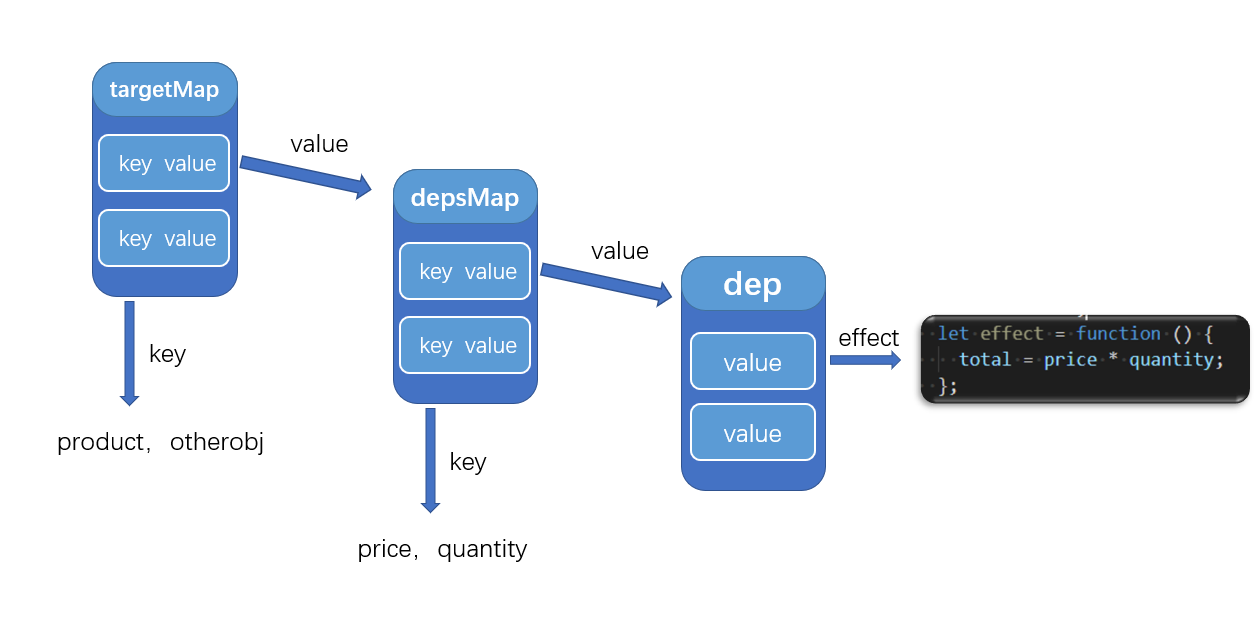 targetMap
key value
key value
value
key
product， otherobj
depsMap
key value
key value
value
key
price， quantity
dep
value
value
effect
let effect = function () {
total = price * quantity;
};